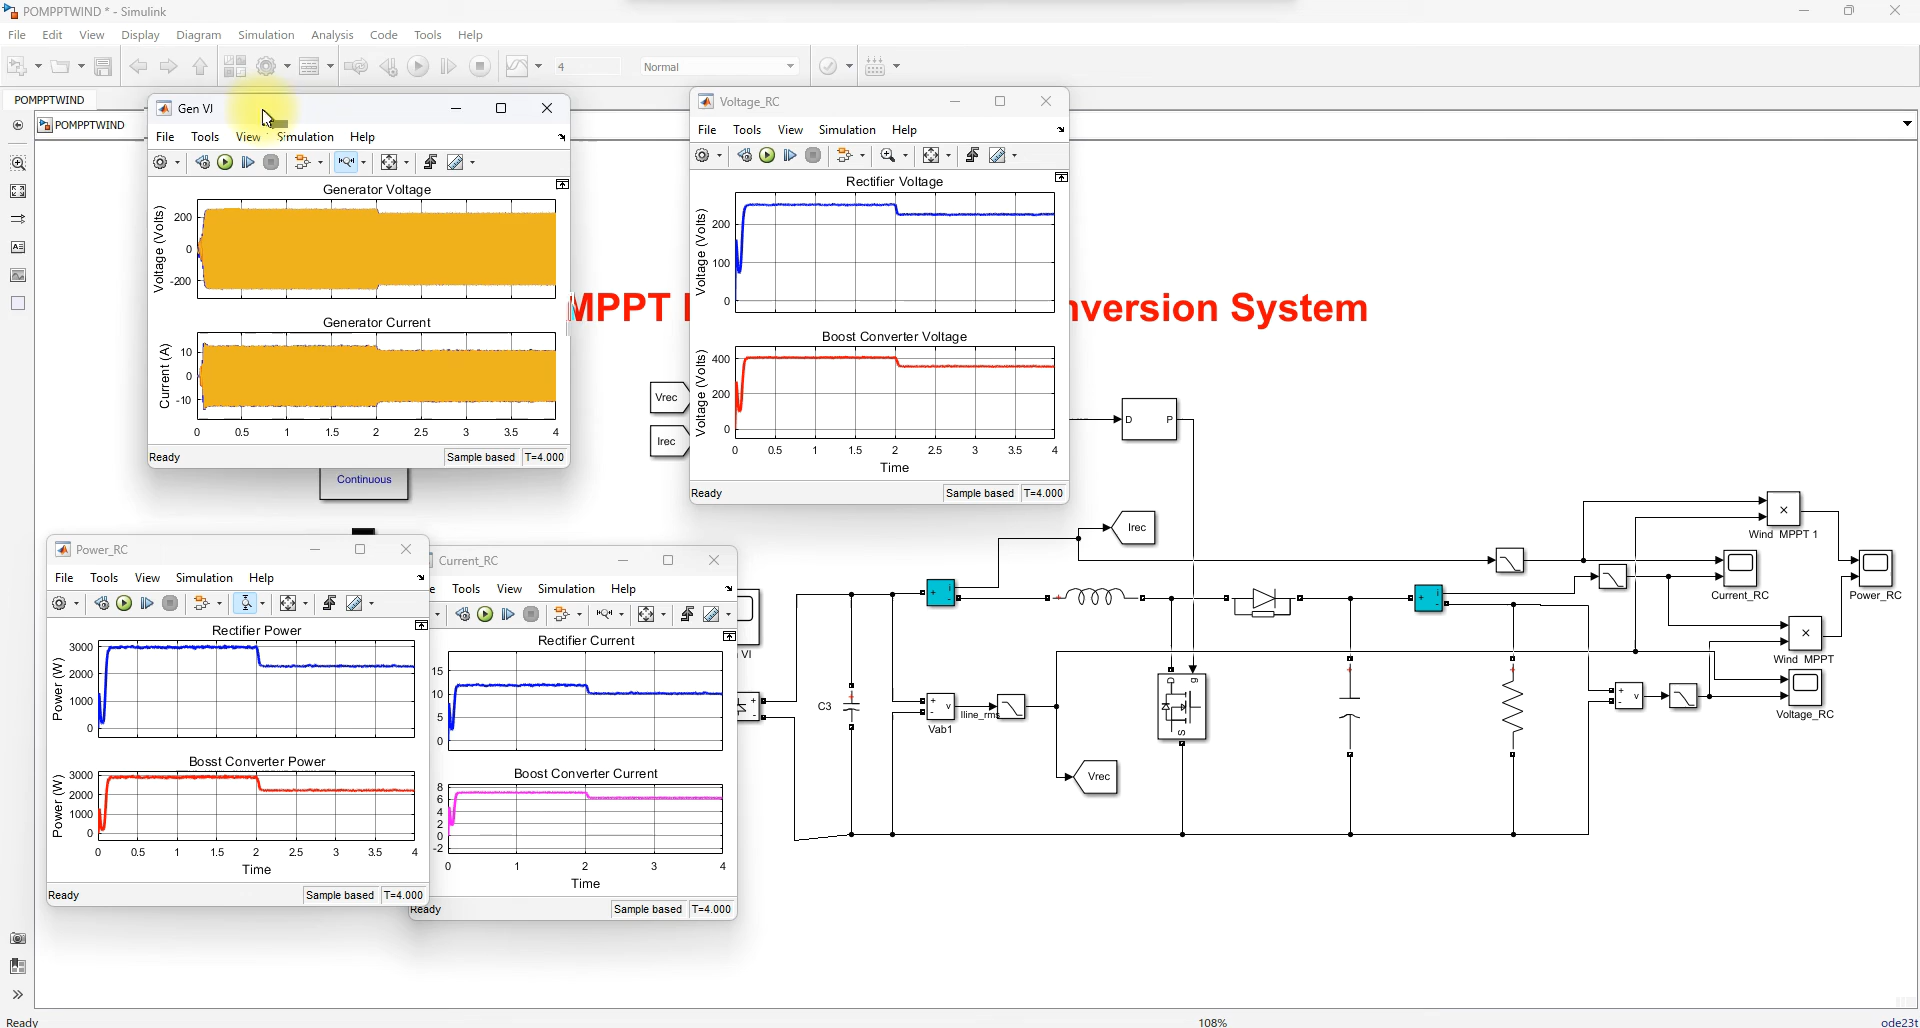 POMPPTWIND * - Simulink
File Edit View Display Diagram Simulation Analysis Code Tools Help
4 Normal
POMPPTWIND
POMPPTWIND
Gen VI
File Tools View Simulation Help
Generator Voltage
Voltage (Volts)
200
0
-200
Generator Current
Current (A)
10
0
-10
0 0.5 1 1.5 2 2.5 3 3.5 4
Ready Sample based T=4.000
Voltage_RC
File Tools View Simulation Help
Rectifier Voltage
Voltage (Volts)
200
100
0
Boost Converter Voltage
Voltage (Volts)
400
200
0
0 0.5 1 1.5 2 2.5 3 3.5 4
Time
Ready Sample based T=4.000
MPPT
nversion System
Vrec
Irec
Continuous
D P
Power_RC
File Tools View Simulation Help
Rectifier Power
Power (W)
3000
2000
1000
0
Bosst Converter Power
Power (W)
3000
2000
1000
0
0 0.5 1 1.5 2 2.5 3 3.5 4
Time
Ready Sample based T=4.000
Current_RC
e Tools View Simulation Help
Rectifier Current
15
10
5
0
Boost Converter Current
8
6
4
2
0
-2
0 1 2 3 4
Time
Ready Sample based T=4.000
VI
+
-
C3
+
+ i
-
+ v
-
Vab1
Iline_rms
Irec
Vrec
+
D g
S
+ i
-
+
+
+ v
-
×
Wind MPPT 1
Current_RC
Power_RC
×
Wind MPPT
Voltage_RC
Ready 108% ode23t